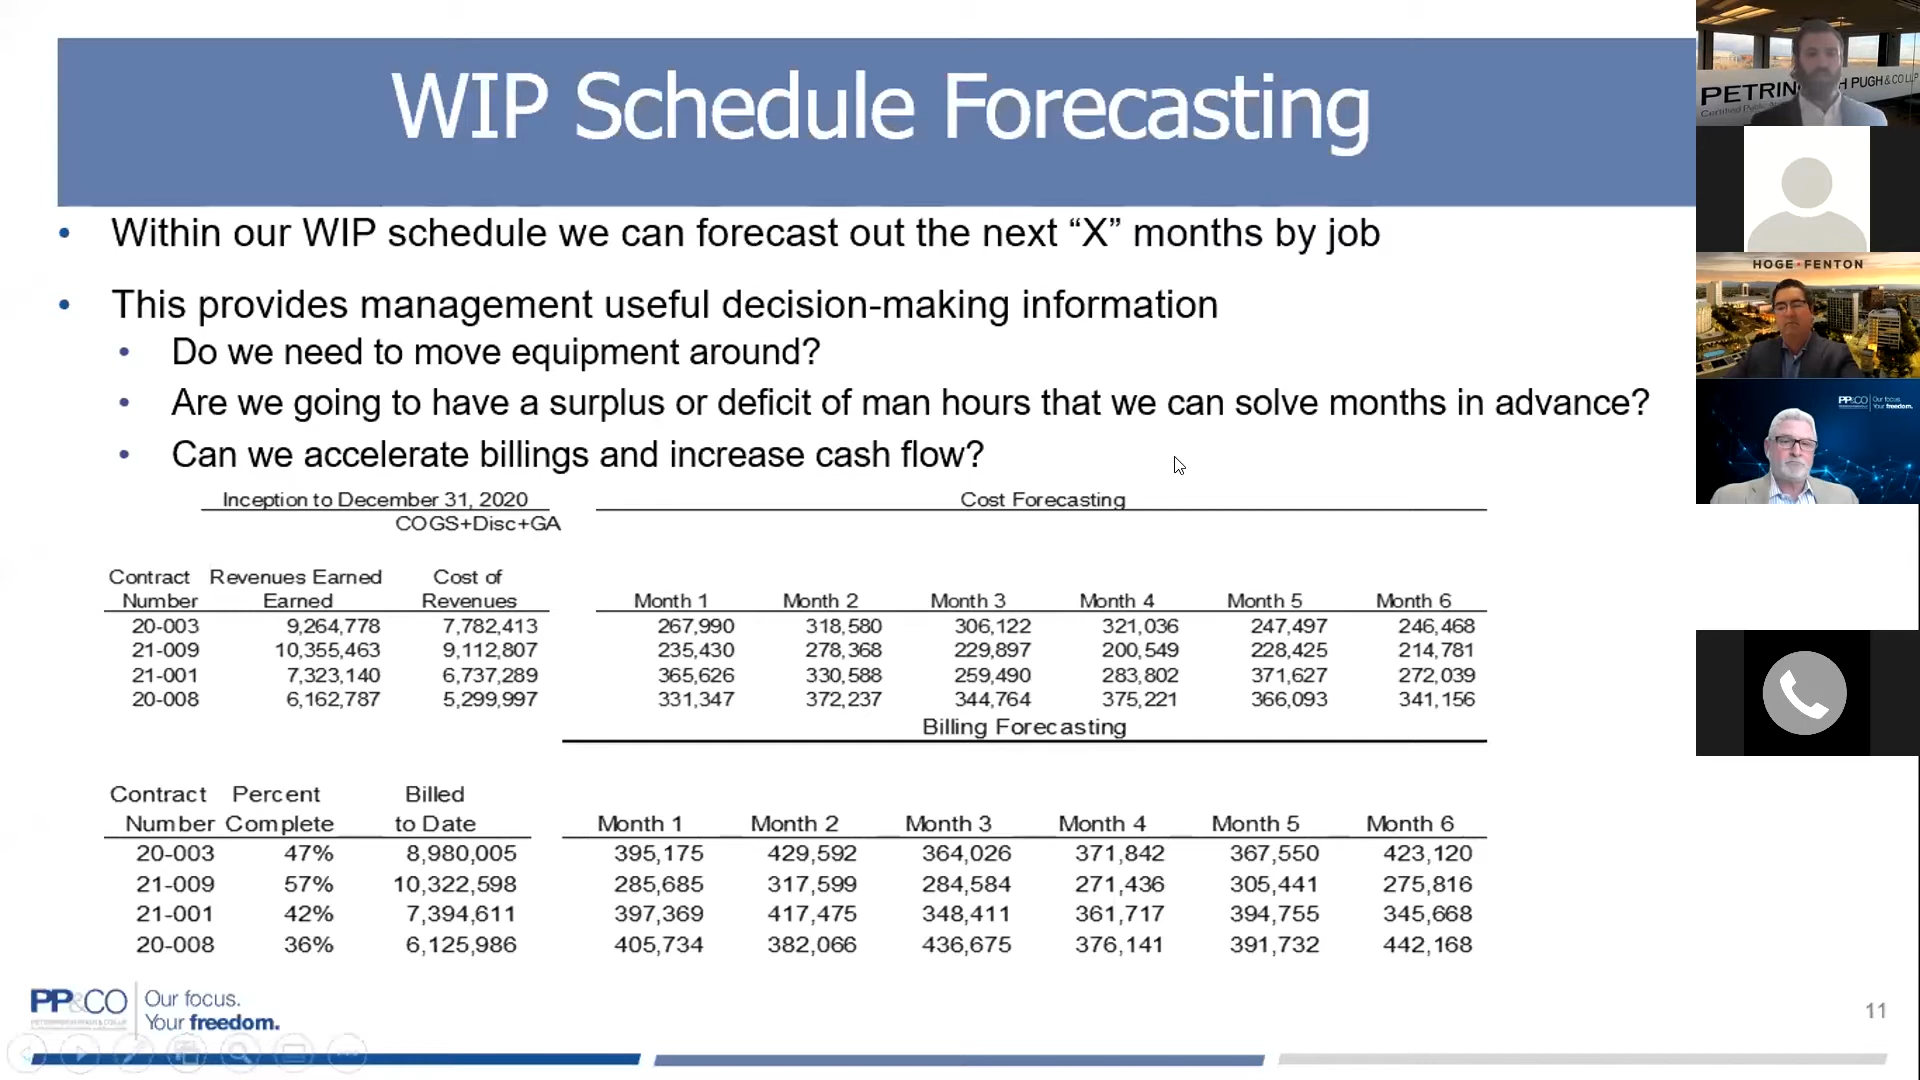 WIP Schedule Forecasting
• Within our WIP schedule we can forecast out the next “X” months by job
• This provides management useful decision-making information
• Do we need to move equipment around?
• Are we going to have a surplus or deficit of man hours that we can solve months in advance?
• Can we accelerate billings and increase cash flow?
Inception to December 31, 2020 Cost Forecasting
COGS+Disc+GA
Contract Revenues Earned Cost of
Number Earned Revenues Month 1 Month 2 Month 3 Month 4 Month 5 Month 6
20-003 9,264,778 7,782,413 267,990 318,580 306,122 321,036 247,497 246,468
21-009 10,355,463 9,112,807 235,430 278,368 229,897 200,549 228,425 214,781
21-001 7,323,140 6,737,289 365,626 330,588 259,490 283,802 371,627 272,039
20-008 6,162,787 5,299,997 331,347 372,237 344,764 375,221 366,093 341,156
Billing Forecasting
Contract Percent Billed
Number Complete to Date Month 1 Month 2 Month 3 Month 4 Month 5 Month 6
20-003 47% 8,980,005 395,175 429,592 364,026 371,842 367,550 423,120
21-009 57% 10,322,598 285,685 317,599 284,584 271,436 305,441 275,816
21-001 42% 7,394,611 397,369 417,475 348,411 361,717 394,755 345,668
20-008 36% 6,125,986 405,734 382,066 436,675 376,141 391,732 442,168
PP&CO
Our focus.
Your freedom.
11
PETRIN H PUGH & CO LLP
Certified Public
HOGE·FENTON
PP&CO Our focus.
Your freedom.